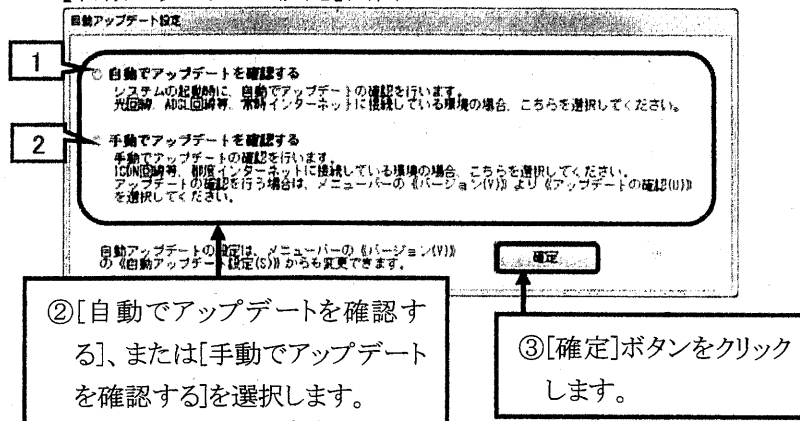 自動アップデート設定
1
自動でアップデートを確認する
システムの起動時に、自動でアップデートの確認を行います。
光回線、ADSL回線等、常時インターネットに接続している環境の場合、こちらを選択してください。
2
手動でアップデートを確認する
手動でアップデートの確認を行います。
ISDN回線等、都度インターネットに接続している環境の場合、こちらを選択してください。
アップデートの確認を行う場合は、メニューバーの《バージョン(V)》より《アップデートの確認(U)》
を選択してください。
自動アップデートの設定は、メニューバーの《バージョン(V)》
の《自動アップデート設定(S)》からも変更できます。
確定
②[自動でアップデートを確認す
る]、または[手動でアップデート
を確認する]を選択します。
③[確定]ボタンをクリック
します。